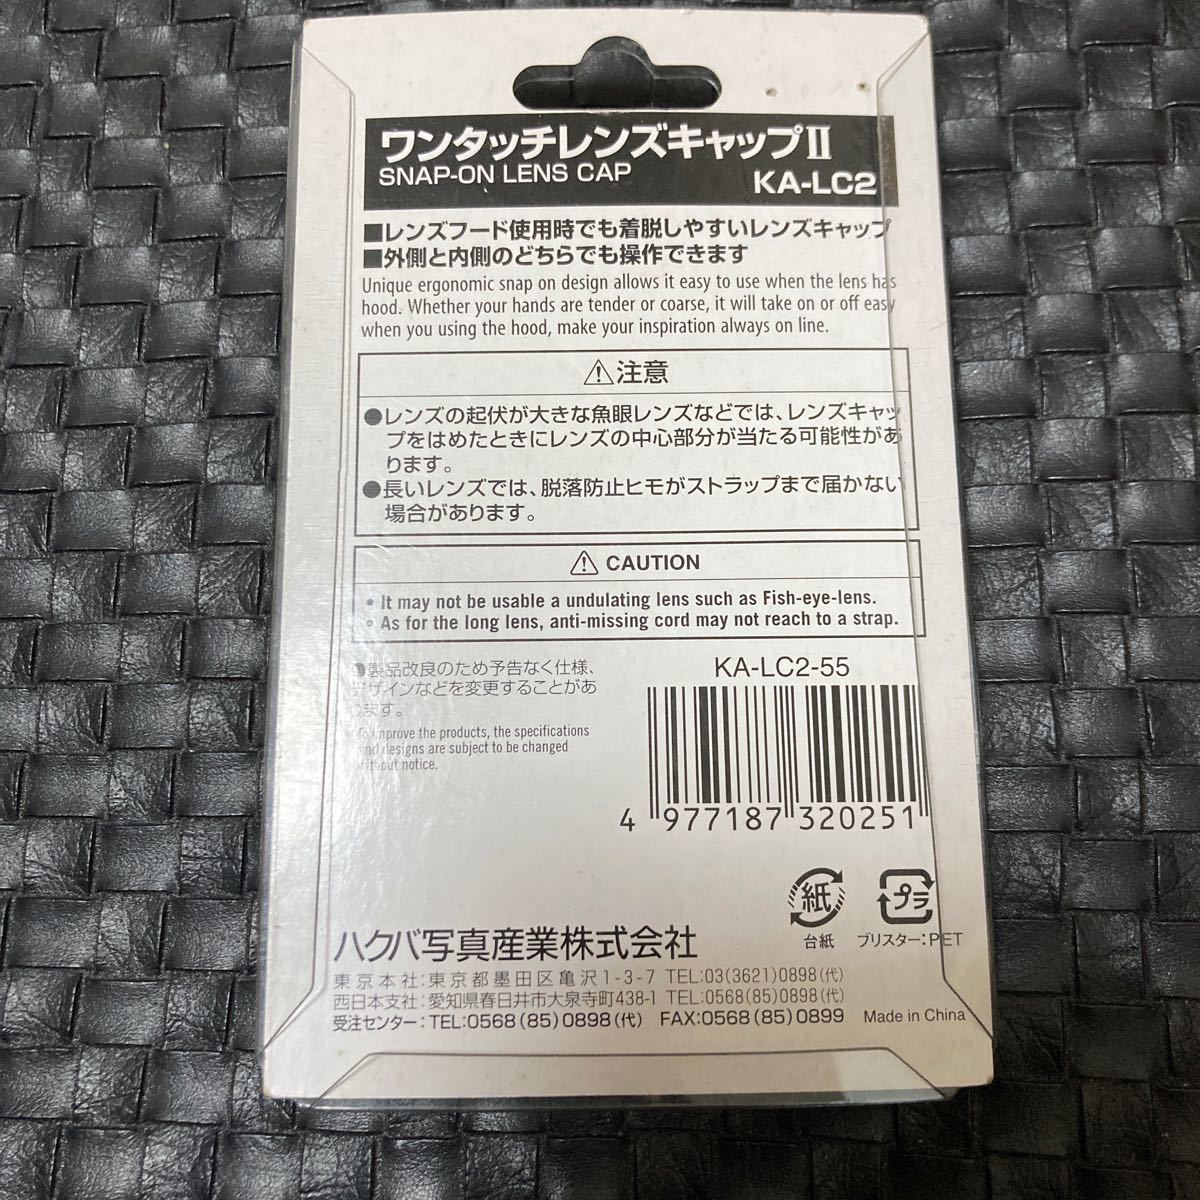 ワンタッチレンズキャップⅡ
SNAP-ON LENS CAP
KA-LC2
■レンズフード使用時でも着脱しやすいレンズキャップ
■外側と内側のどちらでも操作できます
Unique ergonomic snap on design allows it easy to use when the lens has
hood. Whether your hands are tender or coarse, it will take on or off easy
when you using the hood, make your inspiration always on line.
⚠注意
●レンズの起伏が大きな魚眼レンズなどでは、レンズキャッ
プをはめたときにレンズの中心部分が当たる可能性があ
ります。
●長いレンズでは、脱落防止ヒモがストラップまで届かない
場合があります。
⚠ CAUTION
• It may not be usable a undulating lens such as Fish-eye-lens.
• As for the long lens, anti-missing cord may not reach to a strap.
●製品改良のため予告なく仕様、
デザインなどを変更することがあ
ります。
To improve the products, the specifications
and designs are subject to be changed
without notice.
KA-LC2-55
4 977187 320251
紙
台紙
プラ
ブリスター:PET
ハクバ写真産業株式会社
東京本社:東京都墨田区亀沢1-3-7 TEL:03(3621)0898(代)
西日本支社:愛知県春日井市大泉寺町438-1 TEL:0568(85)0898(代)
受注センター:TEL:0568(85)0898(代) FAX:0568(85)0899
Made in China